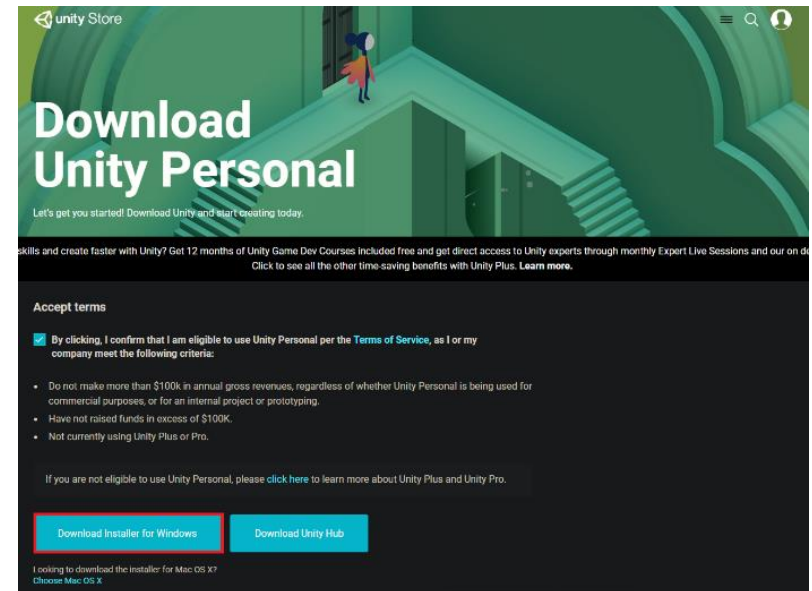 unity Store
Download
Unity Personal
Let's get you started! Download Unity and start creating today.
skills and create faster with Unity? Get 12 months of Unity Game Dev Courses included free and get direct access to Unity experts through monthly Expert Live Sessions and our on de
Click to see all the other time-saving benefits with Unity Plus. Learn more.
Accept terms
By clicking, I confirm that I am eligible to use Unity Personal per the Terms of Service, as I or my
company meet the following criteria:
• Do not make more than $100k in annual gross revenues, regardless of whether Unity Personal is being used for
commercial purposes, or for an internal project or prototyping.
• Have not raised funds in excess of $100K.
• Not currently using Unity Plus or Pro.
If you are not eligible to use Unity Personal, please click here to learn more about Unity Plus and Unity Pro.
Download Installer for Windows
Download Unity Hub
Looking to download the installer for Mac OS X?
Choose Mac OS X